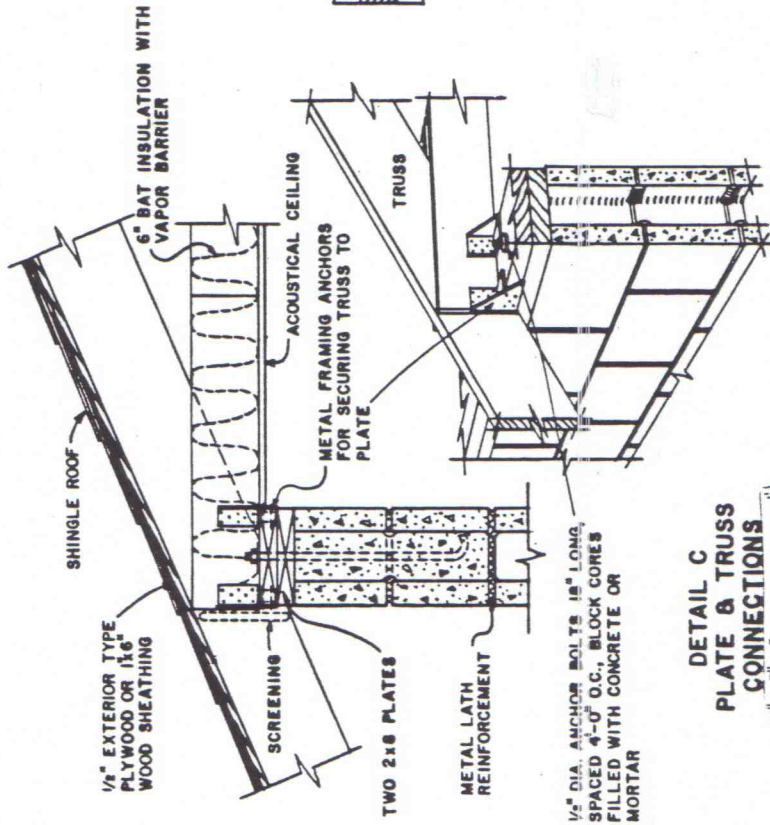 SHINGLE ROOF
1/2" EXTERIOR TYPE
PLYWOOD OR 1x6"
WOOD SHEATHING
6" BAT INSULATION WITH
VAPOR BARRIER
SCREENING
ACOUSTICAL CEILING
TWO 2x8 PLATES
METAL FRAMING ANCHORS
FOR SECURING TRUSS TO
PLATE
METAL LATH
REINFORCEMENT
TRUSS
1/2" DIA. ANCHOR BOLTS 18" LONG,
SPACED 4'-0" O.C., BLOCK CORES
FILLED WITH CONCRETE OR
MORTAR
DETAIL C
PLATE & TRUSS
CONNECTIONS